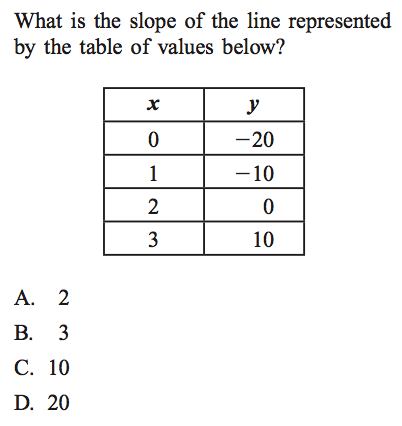 What is the slope of the line represented
by the table of values below?
x y
0 −20
1 −10
2 0
3 10
A. 2
B. 3
C. 10
D. 20